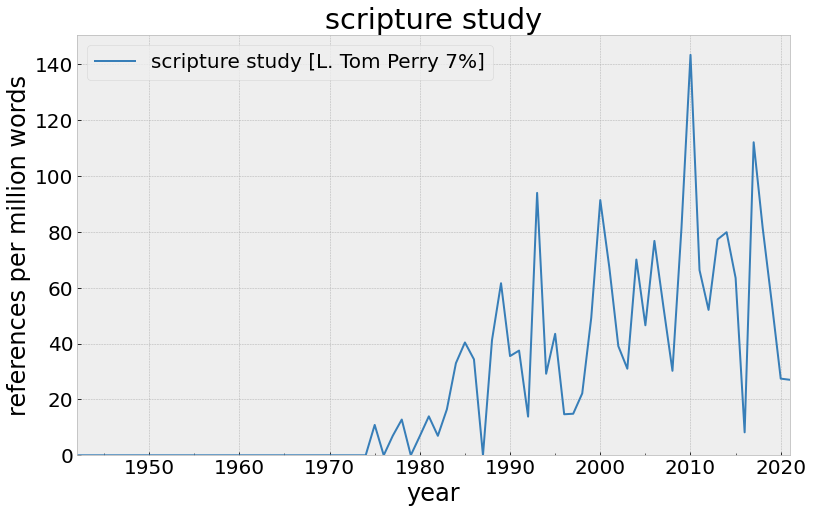 scripture study
scripture study [L. Tom Perry 7%]
references per million words
140
120
100
80
60
40
20
0
1950 1960 1970 1980 1990 2000 2010 2020
year